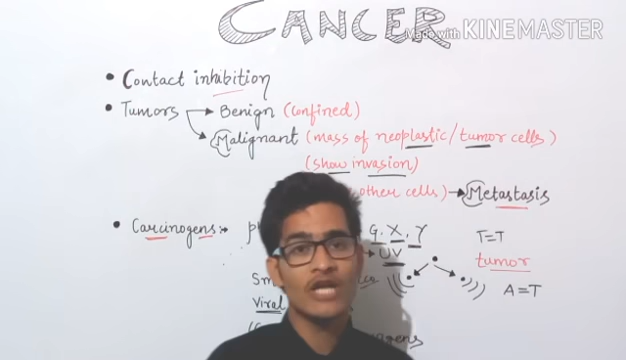 CANCER
Made with KINEMASTER
• Contact inhibition
• Tumors → Benign (confined)
→ Malignant (mass of neoplastic/tumor cells)
(show invasion)
other cells) → Metastasis
• Carcinogens :→ X, γ T=T
UV tumor
A=T
Viral